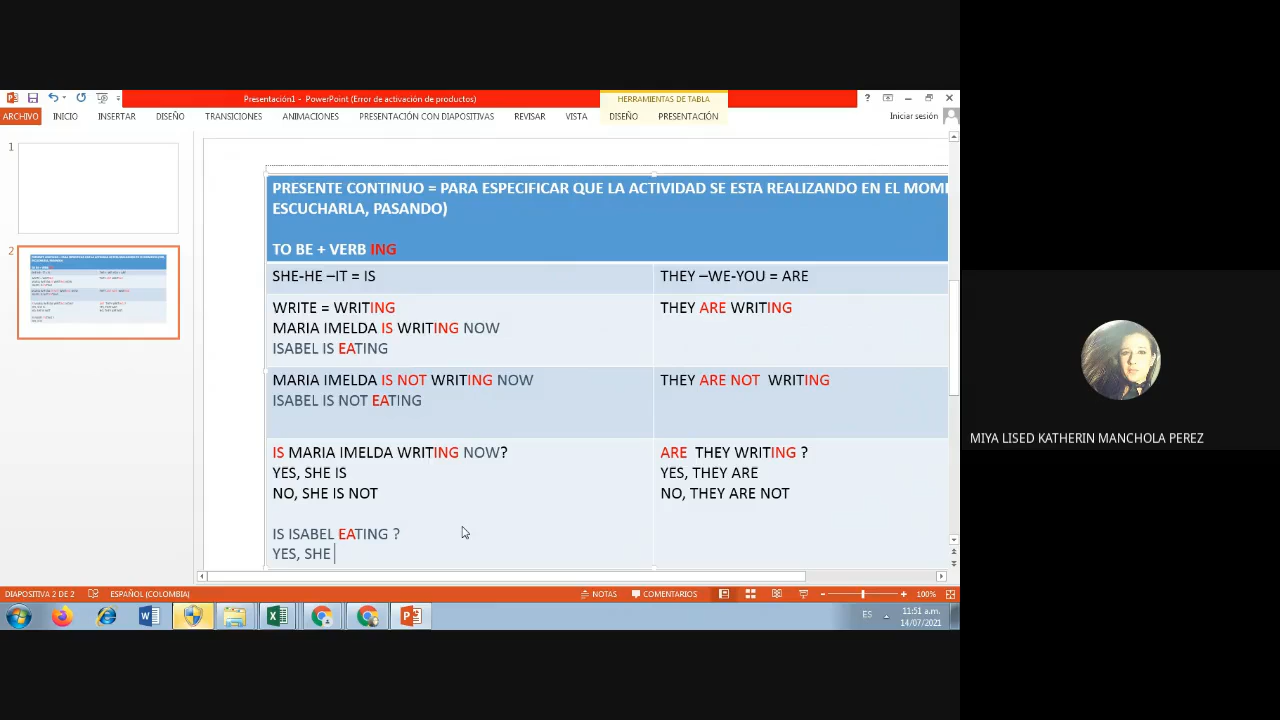 Presentación1 - PowerPoint (Error de activación de productos)
HERRAMIENTAS DE TABLA
?
ARCHIVO INICIO INSERTAR DISEÑO TRANSICIONES ANIMACIONES PRESENTACIÓN CON DIAPOSITIVAS REVISAR VISTA DISEÑO PRESENTACIÓN Iniciar sesión
1
2
PRESENTE CONTINUO = PARA ESPECIFICAR QUE LA ACTIVIDAD SE ESTA REALIZANDO EN EL MOM
ESCUCHARLA, PASANDO)
TO BE + VERB ING
SHE-HE –IT = IS
THEY –WE-YOU = ARE
WRITE = WRITING
MARIA IMELDA IS WRITING NOW
ISABEL IS EATING
THEY ARE WRITING
MARIA IMELDA IS NOT WRITING NOW
ISABEL IS NOT EATING
THEY ARE NOT WRITING
IS MARIA IMELDA WRITING NOW?
YES, SHE IS
NO, SHE IS NOT
IS ISABEL EATING ?
YES, SHE
ARE THEY WRITING ?
YES, THEY ARE
NO, THEY ARE NOT
MIYA LISED KATHERIN MANCHOLA PEREZ
DIAPOSITIVA 2 DE 2 ESPAÑOL (COLOMBIA) NOTAS COMENTARIOS 100%
ES 11:51 a.m.
14/07/2021